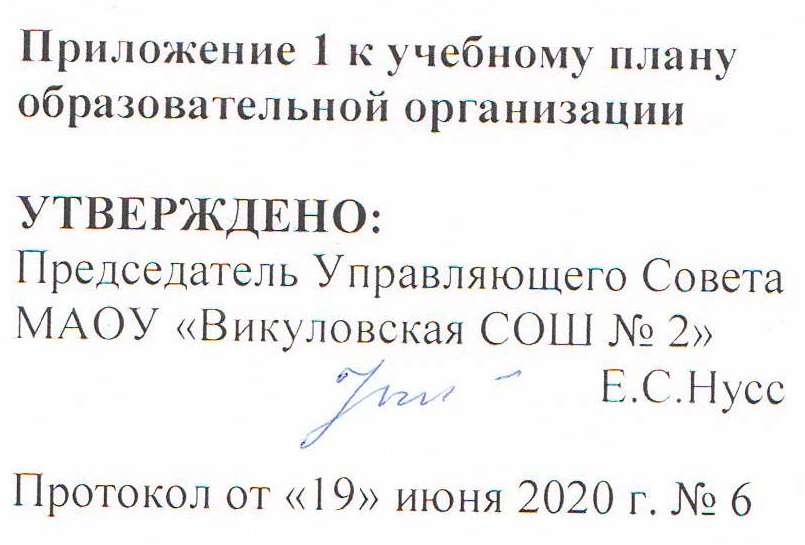 Приложение 1 к учебному плану
образовательной организации
УТВЕРЖДЕНО:
Председатель Управляющего Совета
МАОУ «Викуловская СОШ № 2»
Е.С.Нусс
Протокол от «19» июня 2020 г. № 6